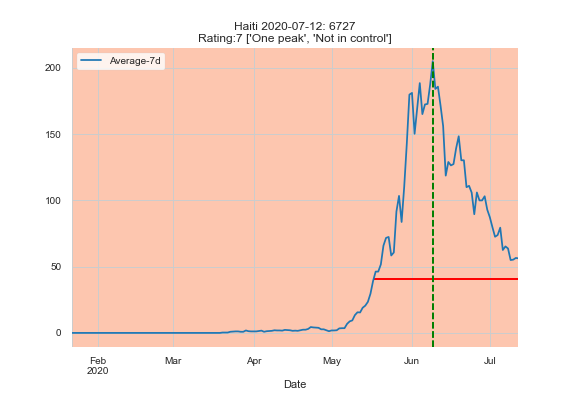 Haiti 2020-07-12: 6727
Rating:7 ['One peak', 'Not in control']
Average-7d
200
150
100
50
0
Feb
2020
Mar
Apr
May
Jun
Jul
Date